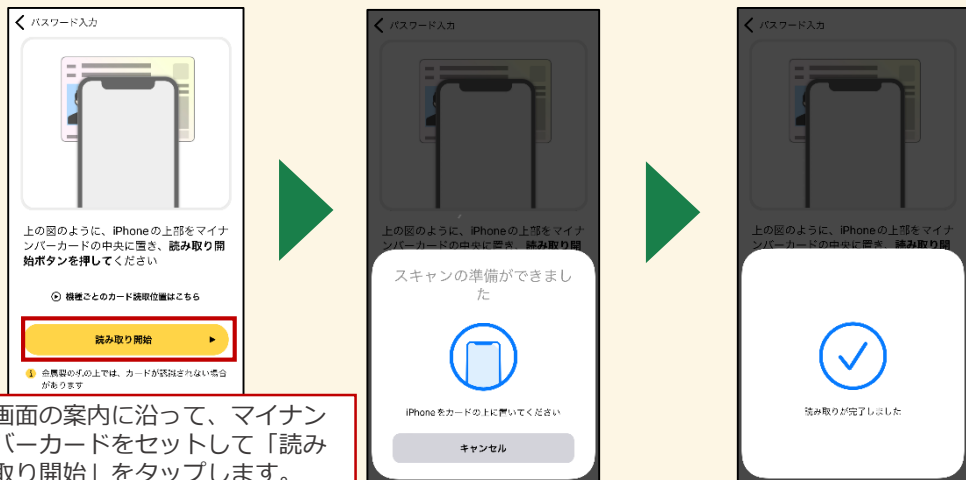 パスワード入力
上の図のように、iPhoneの上部をマイナ
ンバーカードの中央に置き、読み取り開
始ボタンを押してください
機種ごとのカード読取位置はこちら
読み取り開始
金属製の机の上では、カードが認識されない場合
があります
画面の案内に沿って、マイナン
バーカードをセットして「読み
取り開始」をタップします。
パスワード入力
上の図のように、iPhoneの上部をマイナ
ンバーカードの中央に置き、読み取り開
スキャンの準備ができまし
た
iPhoneをカードの上に置いてください
キャンセル
パスワード入力
上の図のように、iPhoneの上部をマイナ
ンバーカードの中央に置き、読み取り開
読み取りが完了しました